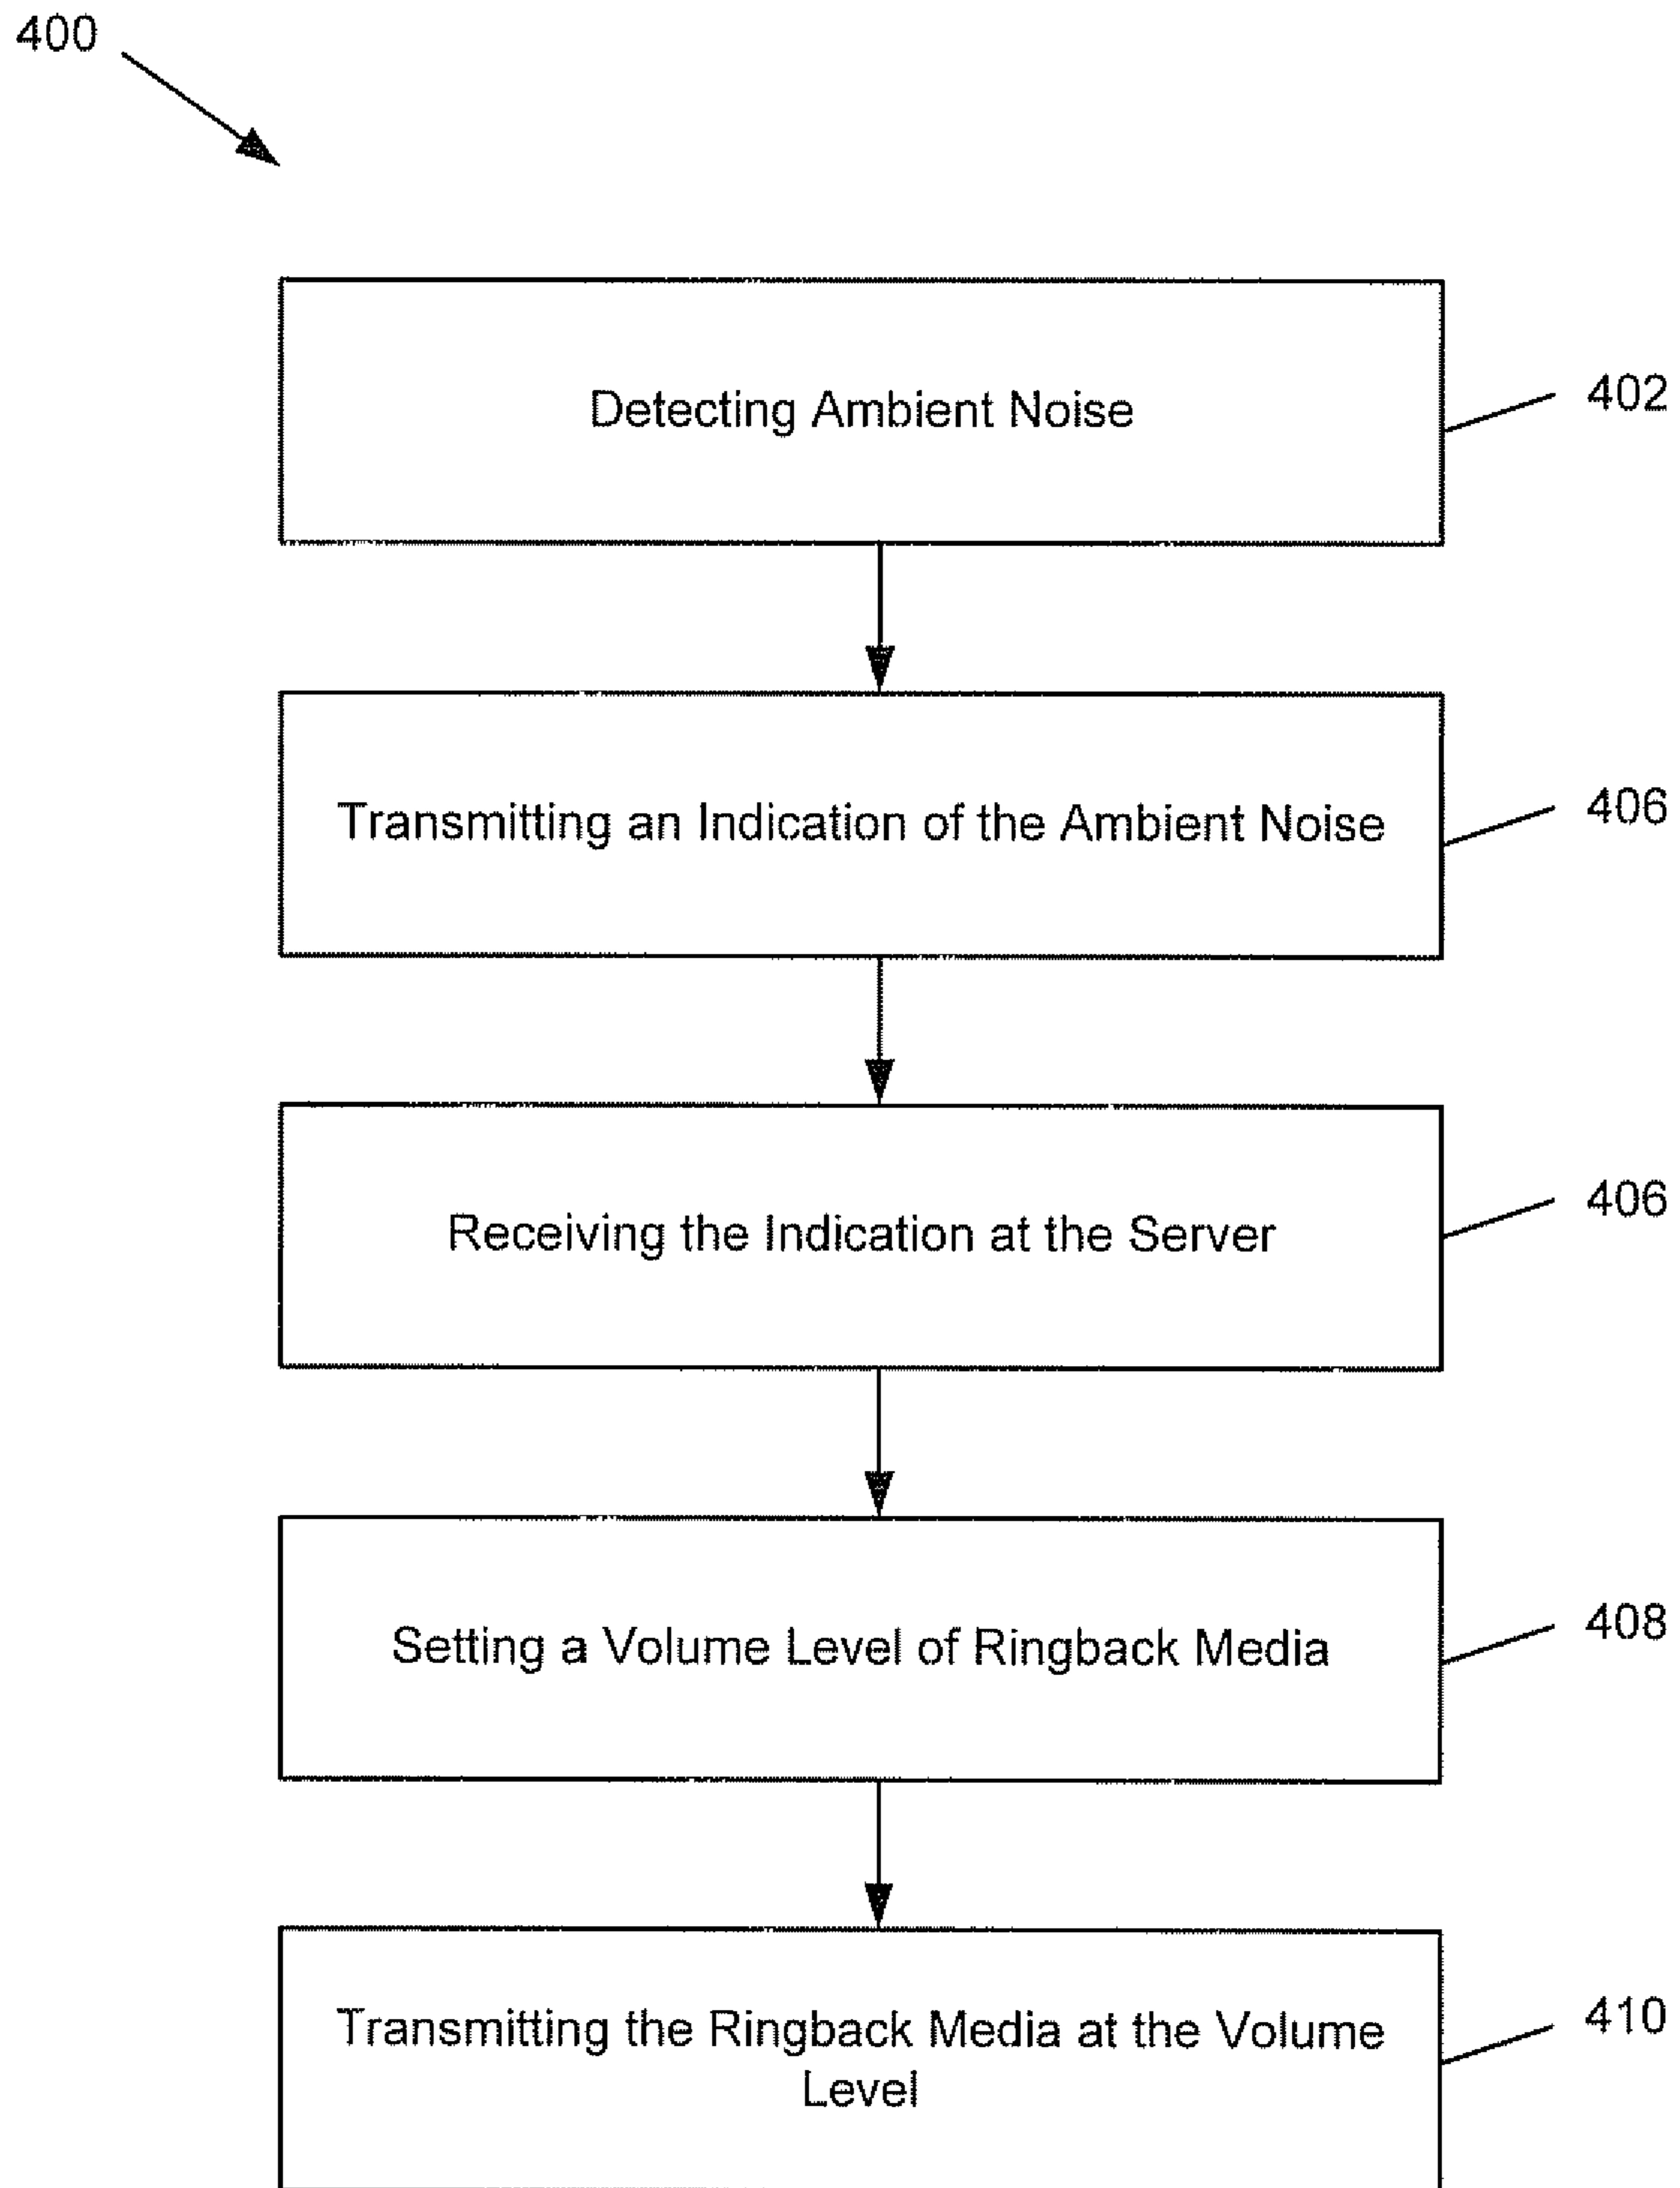 400
Detecting Ambient Noise
402
Transmitting an Indication of the Ambient Noise
406
Receiving the Indication at the Server
406
Setting a Volume Level of Ringback Media
408
Transmitting the Ringback Media at the Volume
Level
410